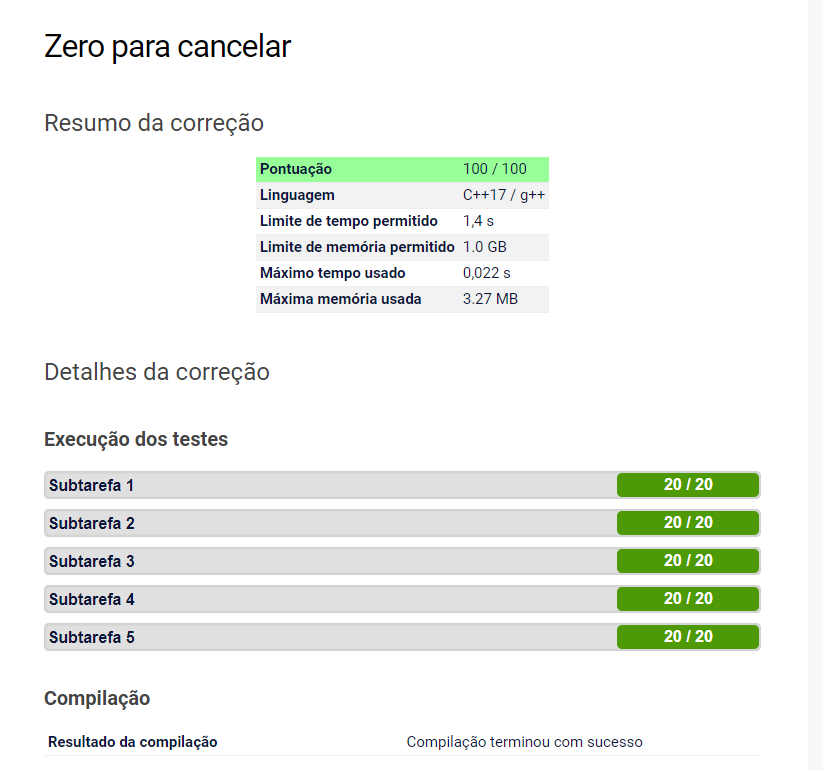 Zero para cancelar
Resumo da correção
Pontuação 100 / 100
Linguagem C++17 / g++
Limite de tempo permitido 1,4 s
Limite de memória permitido 1.0 GB
Máximo tempo usado 0,022 s
Máxima memória usada 3.27 MB
Detalhes da correção
Execução dos testes
Subtarefa 1 20 / 20
Subtarefa 2 20 / 20
Subtarefa 3 20 / 20
Subtarefa 4 20 / 20
Subtarefa 5 20 / 20
Compilação
Resultado da compilação Compilação terminou com sucesso